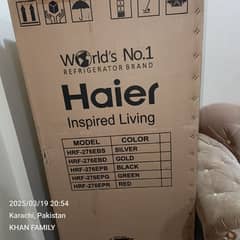 World's No.1
REFRIGERATOR BRAND
Haier
Inspired Living
MODEL COLOR
HRF-276EBS SILVER
HRF-276EBD GOLD
HRF-276EPB BLACK
HRF-276EPG GREEN
HRF-276EPR RED
2025/03/19 20:54
Karachi, Pakistan
KHAN FAMILY